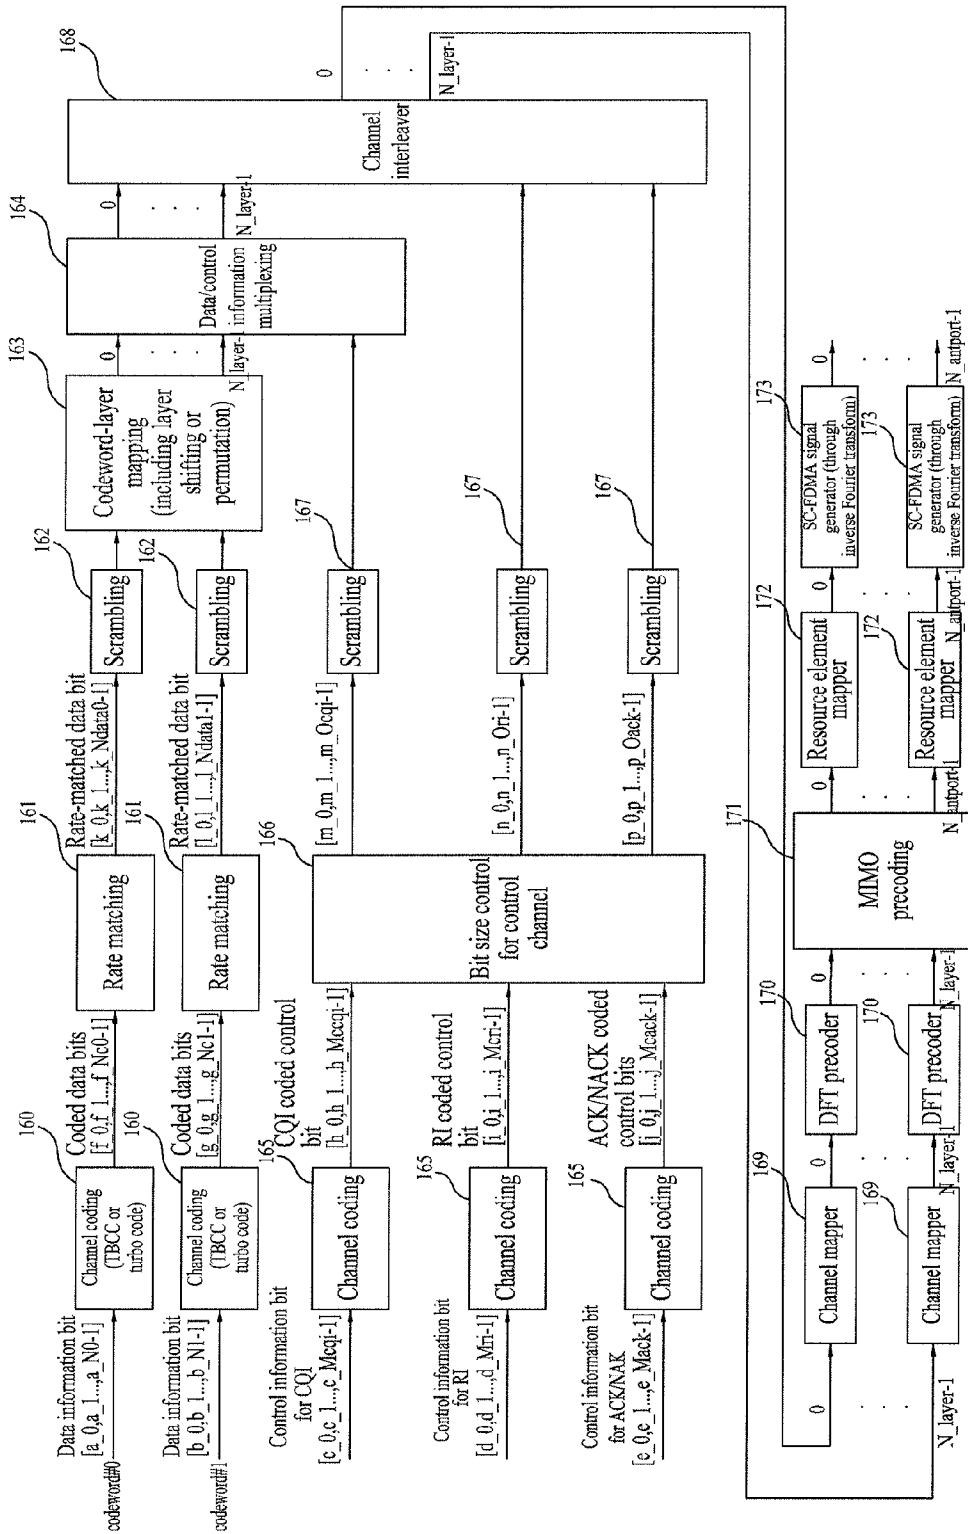 codeword#0
Data information bit
[a_0,a_1...,a_N0-1]
160
Channel coding
(TBCC or
turbo code)
Coded data bits
[f_0,f_1...,f_Nc0-1]
161
Rate matching
Rate-matched data bit
[k_0,k_1...,k_Ndata0-1]
162
Scrambling
codeword#1
Data information bit
[b_0,b_1...,b_N1-1]
160
Channel coding
(TBCC or
turbo code)
Coded data bits
[g_0,g_1...,g_Nc1-1]
161
Rate matching
Rate-matched data bit
[l_0,l_1...,l_Ndata1-1]
162
Scrambling
163
Codeword-layer
mapping
(including layer
shifting or
permutation)
0
. . .
N_layer-1
164
Data/control
information
multiplexing
0
. . .
N_layer-1
168
Channel
interleaver
0
. . .
N_layer-1
Control information bit
for CQI
[c_0,c_1...,c_Mcqi-1]
165
Channel coding
CQI coded control
bit
[h_0,h_1...,h_Mccqi-1]
166
Bit size control
for control
channel
[m_0,m_1...,m_Ocqi-1]
167
Scrambling
Control information bit
for RI
[d_0,d_1...,d_Mri-1]
165
Channel coding
RI coded control
bit
[i_0,i_1...,i_Mcri-1]
[n_0,n_1...,n_Ori-1]
167
Scrambling
Control information bit
for ACK/NAK
[e_0,e_1...,e_Mack-1]
165
Channel coding
ACK/NACK coded
control bits
[j_0,j_1...,j_Mcack-1]
[p_0,p_1...,p_Oack-1]
167
Scrambling
0
169
Channel mapper
0
170
DFT precoder
0
171
MIMO
precoding
0
172
Resource element
mapper
0
173
SC-FDMA signal
generator (through
inverse Fourier transform)
0
. . .
. . .
. . .
. . .
. . .
. . .
N_layer-1
169
Channel mapper
N_layer-1
170
DFT precoder
N_layer-1
N_antport-1
172
Resource element
mapper
N_antport-1
173
SC-FDMA signal
generator (through
inverse Fourier transform)
N_antport-1